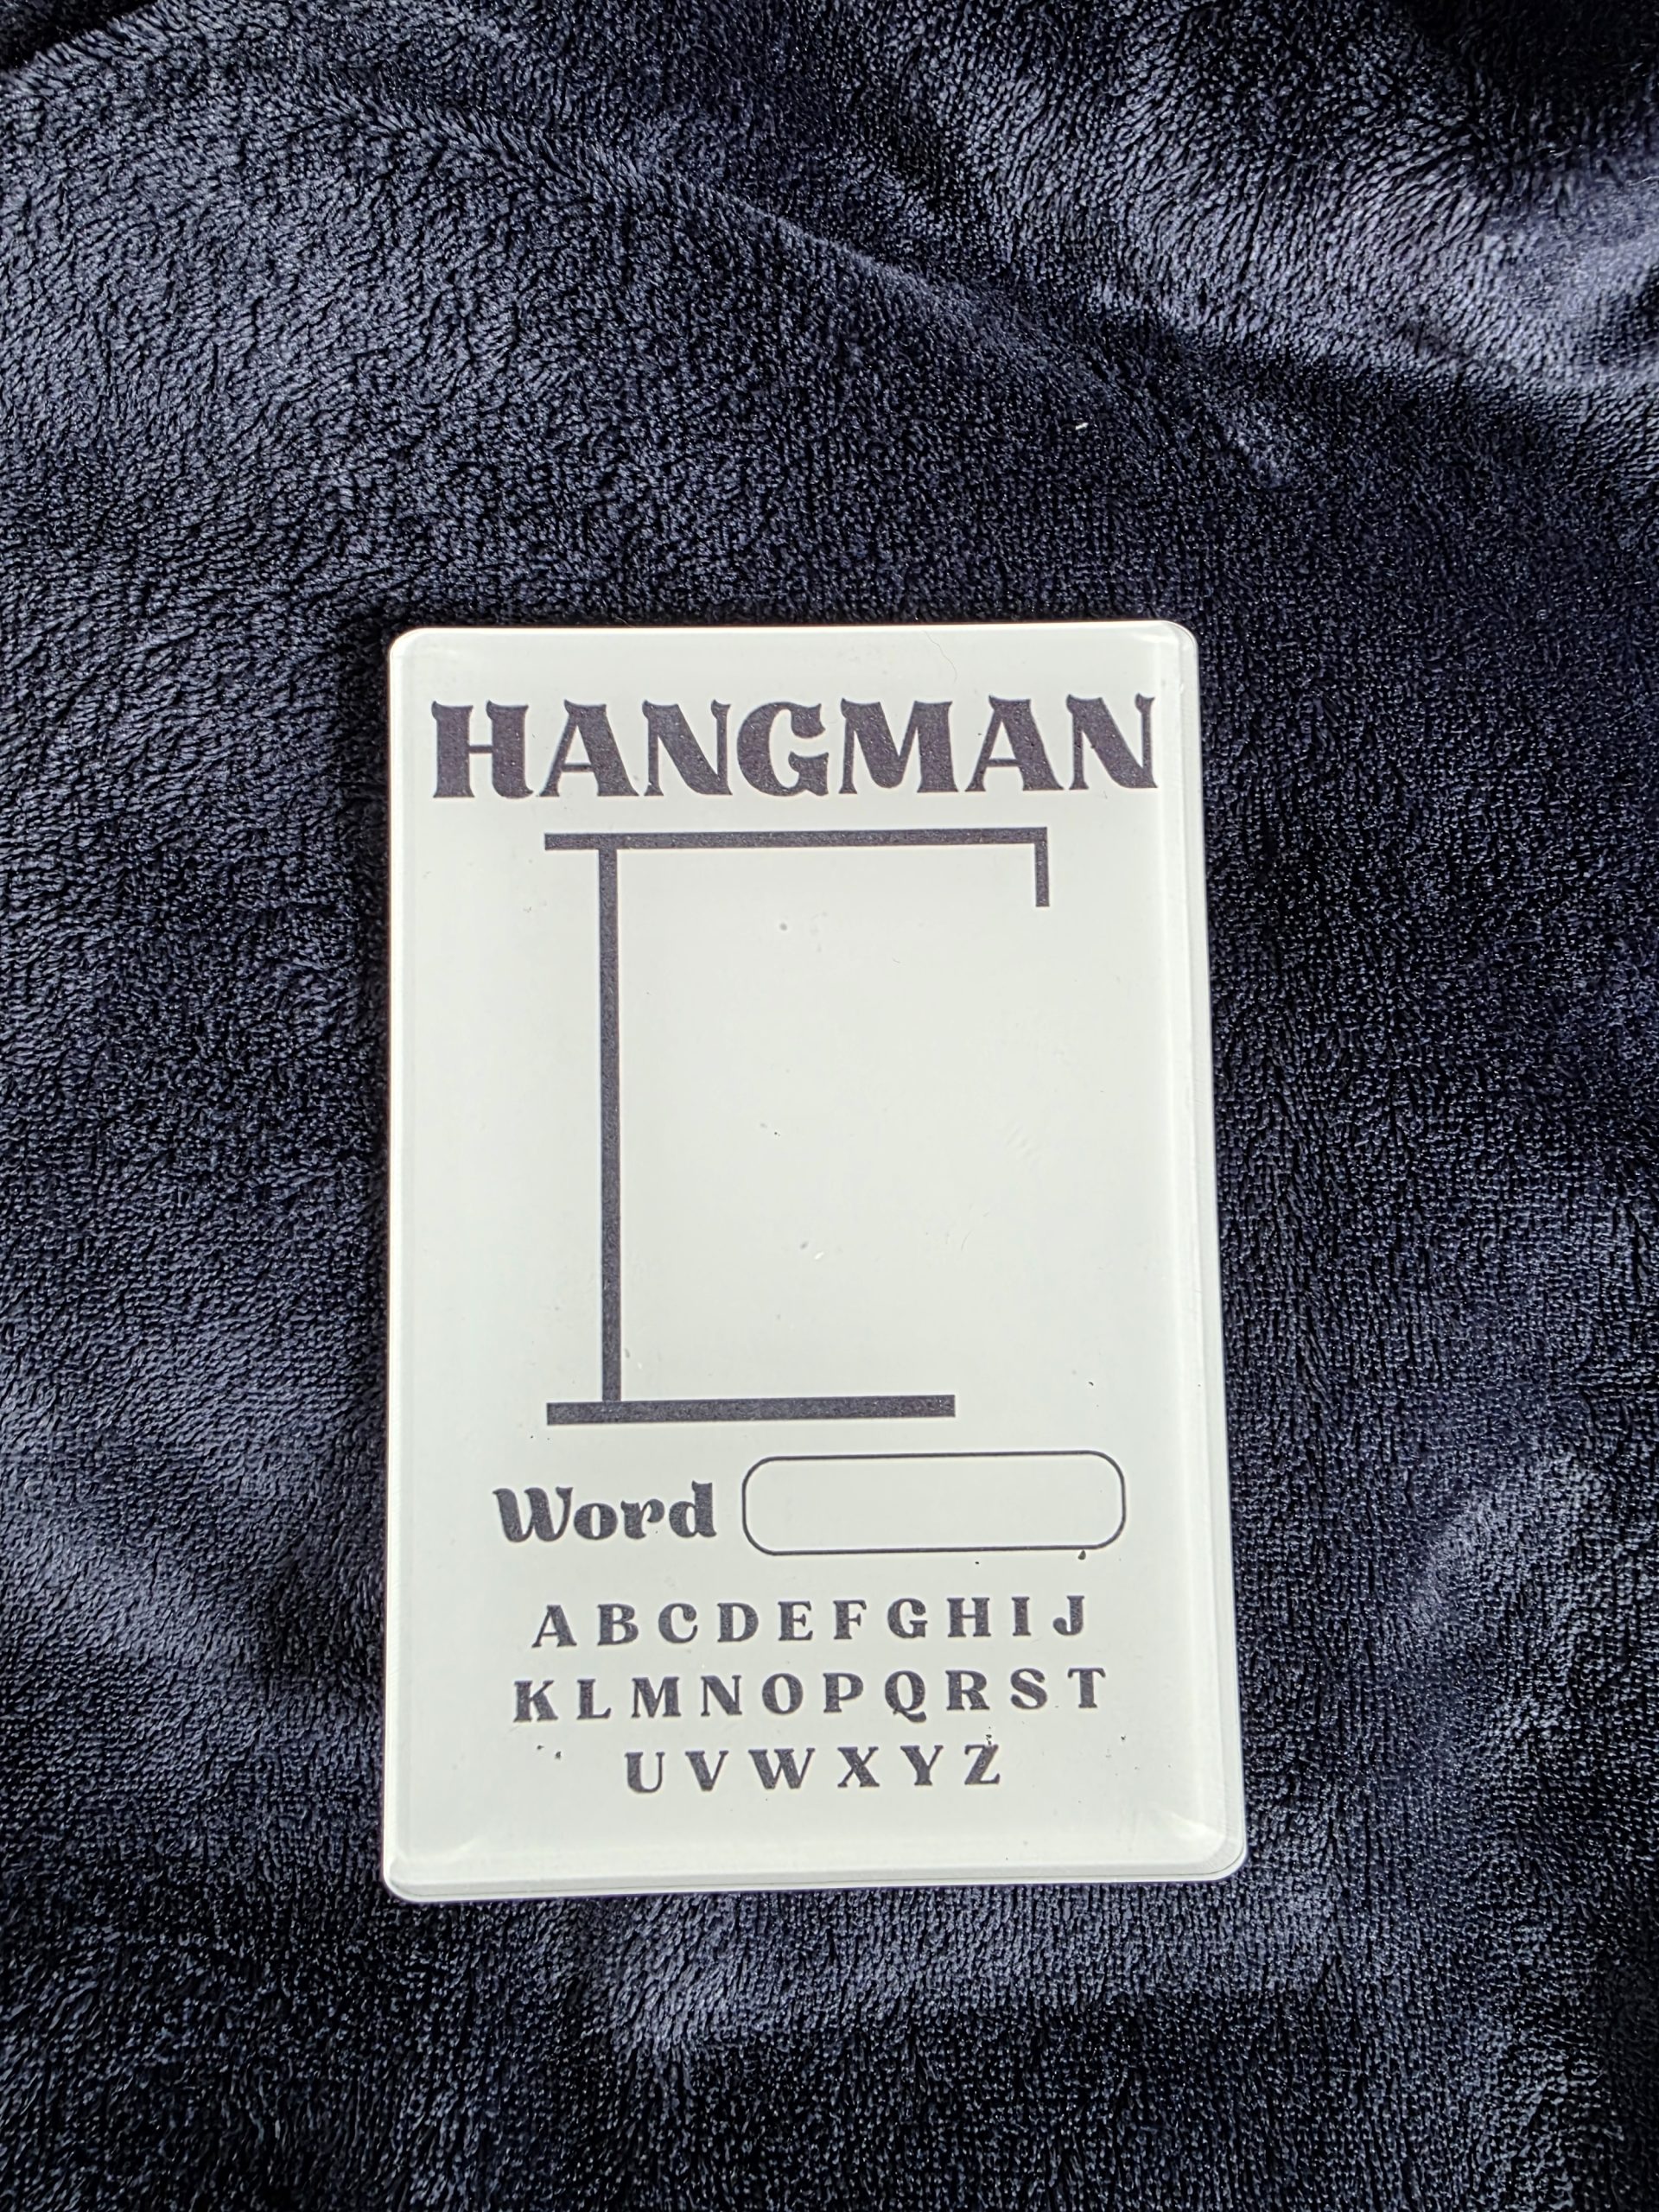 HANGMAN
Word
A B C D E F G H I J
K L M N O P Q R S T
U V W X Y Z